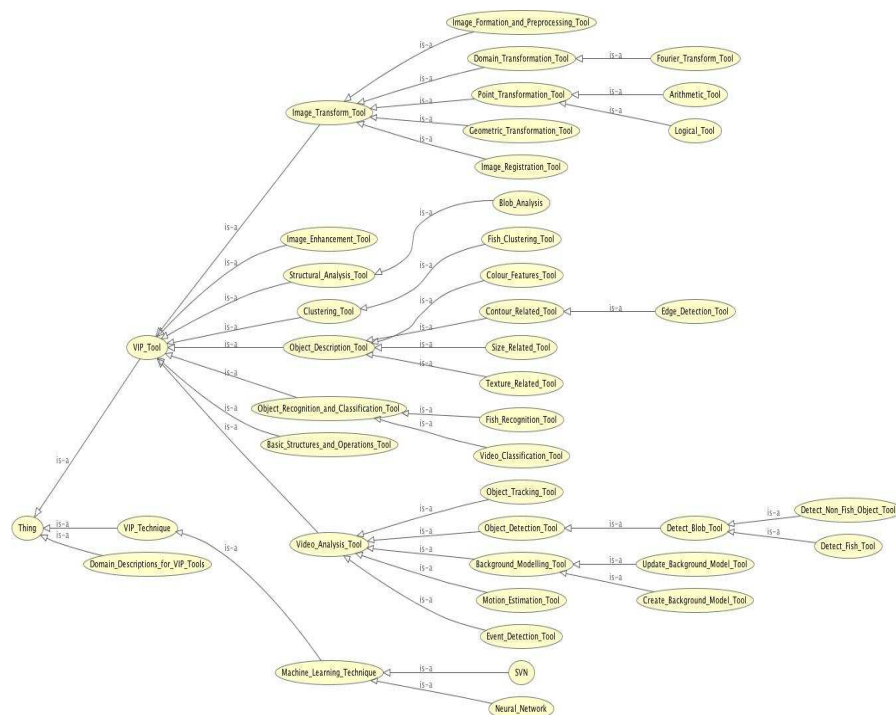 Image_Formation_and_Preprocessing_Tool
is-a
Domain_Transformation_Tool
is-a
Fourier_Transform_Tool
is-a
Point_Transformation_Tool
is-a
Arithmetic_Tool
is-a
Image_Transform_Tool
is-a
Logical_Tool
is-a
Geometric_Transformation_Tool
is-a
Image_Registration_Tool
is-a
Blob_Analysis
is-a
Image_Enhancement_Tool
is-a
Fish_Clustering_Tool
is-a
Structural_Analysis_Tool
is-a
Colour_Features_Tool
is-a
Clustering_Tool
is-a
Contour_Related_Tool
is-a
Edge_Detection_Tool
is-a
VIP_Tool
is-a
Object_Description_Tool
is-a
Size_Related_Tool
is-a
Texture_Related_Tool
is-a
Object_Recognition_and_Classification_Tool
is-a
Fish_Recognition_Tool
is-a
Basic_Structures_and_Operations_Tool
is-a
Video_Classification_Tool
is-a
Object_Tracking_Tool
is-a
Detect_Non_Fish_Object_Tool
is-a
Thing
is-a
VIP_Technique
is-a
Object_Detection_Tool
is-a
Detect_Blob_Tool
is-a
Video_Analysis_Tool
is-a
Detect_Fish_Tool
is-a
Domain_Descriptions_for_VIP_Tools
is-a
Background_Modelling_Tool
is-a
Update_Background_Model_Tool
is-a
Motion_Estimation_Tool
is-a
Create_Background_Model_Tool
is-a
Event_Detection_Tool
is-a
Machine_Learning_Technique
is-a
SVN
is-a
Neural_Network